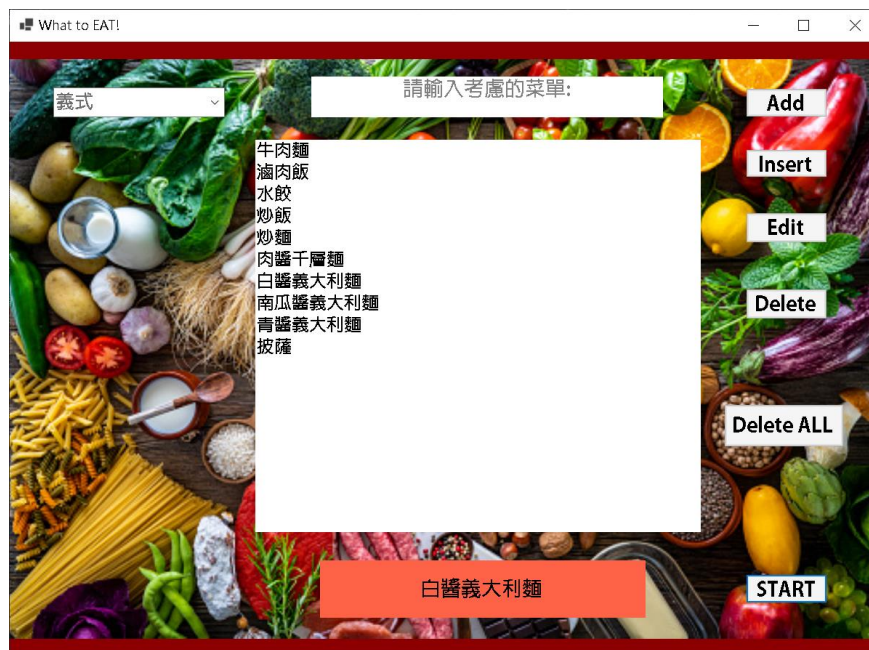 What to EAT!
義式
請輸入考慮的菜單:
Add
牛肉麵
滷肉飯
水餃
炒飯
炒麵
肉醬千層麵
白醬義大利麵
南瓜醬義大利麵
青醬義大利麵
披薩
Insert
Edit
Delete
Delete ALL
白醬義大利麵
START